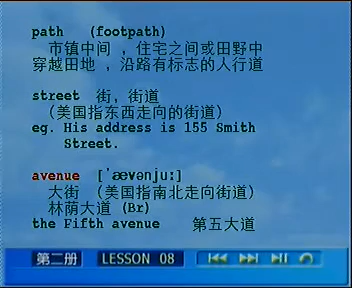 path (footpath)
市镇中间 ，住宅之间或田野中
穿越田地 ，沿路有标志的人行道
street 街，街道
（美国指东西走向的街道）
eg. His address is 155 Smith
Street.
avenue [ˈævənjuː]
大街 （美国指南北走向街道）
林荫大道 (Br)
the Fifth avenue 第五大道
第二册 LESSON 08